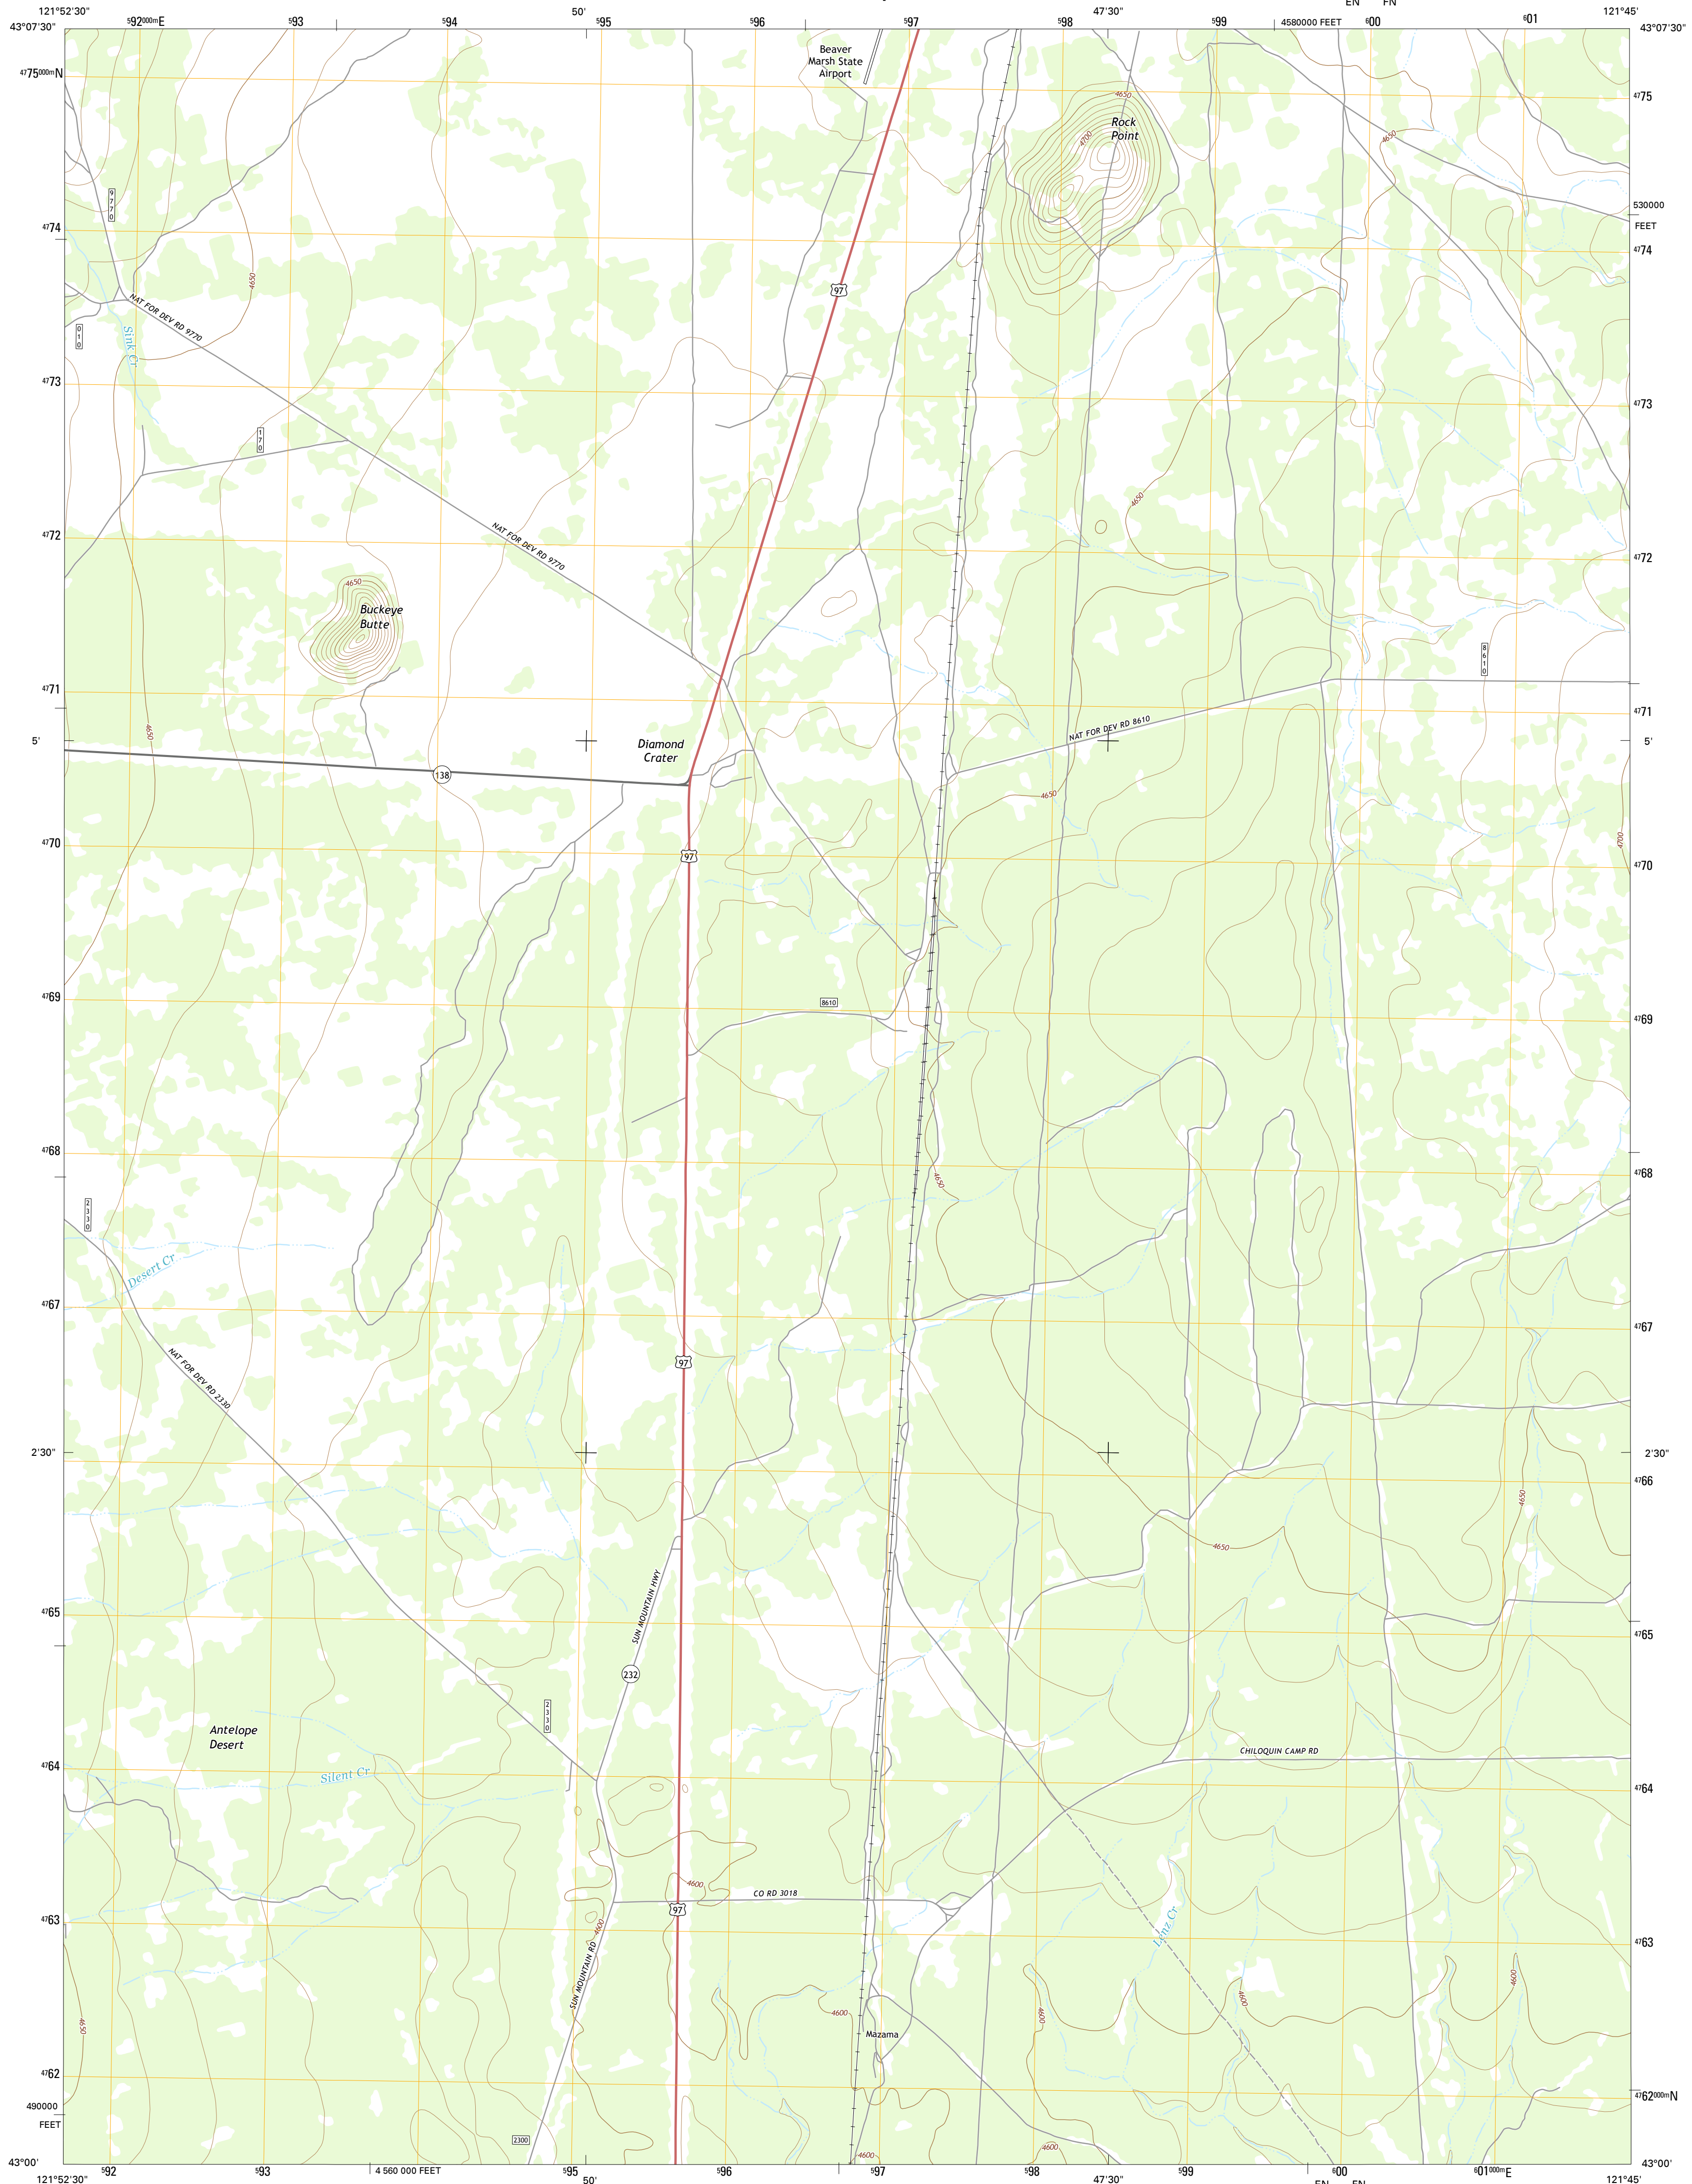 EN FN
121°52'30"
⁵92⁰⁰⁰ᵐE
⁵93
⁵94
50'
⁵95
⁵96
⁵97
⁵98
47'30"
⁵99
4580000 FEET
⁶00
⁶01
121°45'
43°07'30"
43°07'30"
⁴⁷75⁰⁰⁰ᵐN
Beaver
Marsh State
Airport
4650
Rock
Point
4700
4650
⁴⁷75
9770
530000
FEET
⁴⁷74
⁴⁷74
4650
97
NAT FOR DEV RD 9770
010
Sink Cr
⁴⁷73
⁴⁷73
170
4650
NAT FOR DEV RD 9770
⁴⁷72
⁴⁷72
4650
Buckeye
Butte
8610
⁴⁷71
⁴⁷71
4650
NAT FOR DEV RD 8610
5'
5'
Diamond
Crater
138
4650
⁴⁷70
97
4700
⁴⁷70
⁴⁷69
8610
⁴⁷69
⁴⁷68
⁴⁷68
4650
2330
Desert Cr
⁴⁷67
⁴⁷67
NAT FOR DEV RD 2330
97
2'30"
2'30"
⁴⁷66
4650
4650
SUN MOUNTAIN HWY
⁴⁷65
⁴⁷65
232
2330
Antelope
Desert
CHILOQUIN CAMP RD
⁴⁷64
Silent Cr
⁴⁷64
4600
CO RD 3018
97
⁴⁷63
4600
Lenz Cr
⁴⁷63
SUN MOUNTAIN RD
4600
4650
4600
4600
4600
Mazama
⁴⁷62
⁴⁷62⁰⁰⁰ᵐN
490000
FEET
2300
4600
4600
43°00'
43°00'
121°52'30"
⁵92
⁵93
4 560 000 FEET
⁵95
50'
⁵96
⁵97
⁵98
47'30"
⁵99
⁶00
⁶01⁰⁰⁰ᵐE
121°45'
EN FN